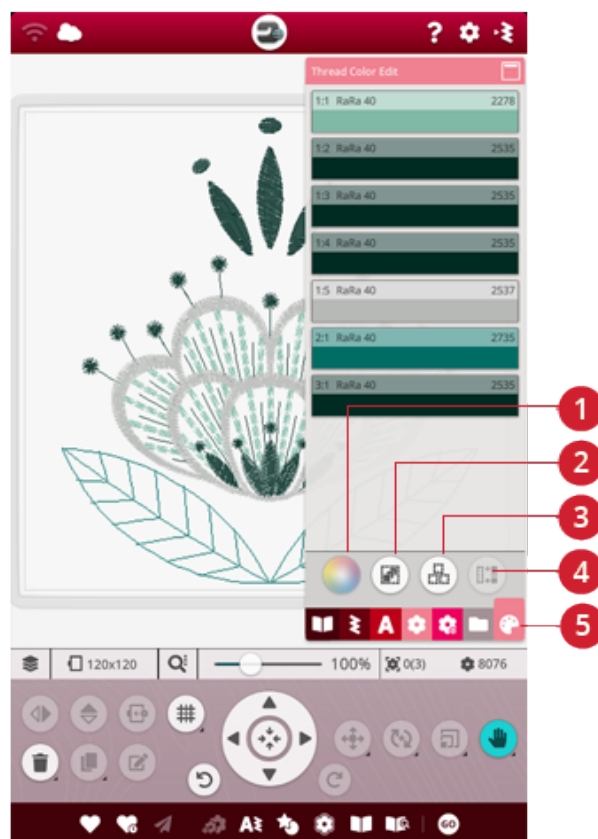 ?
Thread Color Edit
1:1 RaRa 40 2278
1:2 RaRa 40 2535
1:3 RaRa 40 2535
1:4 RaRa 40 2535
1:5 RaRa 40 2537
2:1 RaRa 40 2735
3:1 RaRa 40 2535
1
2
3
4
5
A
120x120 100% 0(3) 8076
A
GO